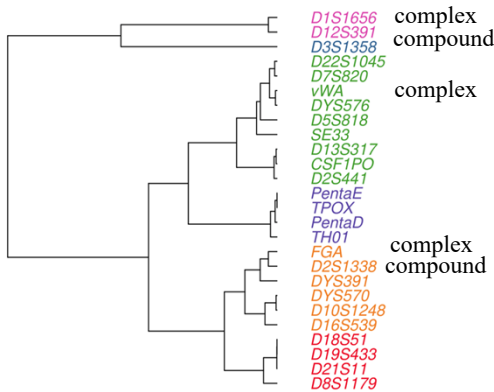 D1S1656 complex
D12S391
D3S1358 compound
D22S1045
D7S820
vWA complex
DYS576
D5S818
SE33
D13S317
CSF1PO
D2S441
PentaE
TPOX
PentaD
TH01
FGA complex
D2S1338 compound
DYS391
DYS570
D10S1248
D16S539
D18S51
D19S433
D21S11
D8S1179